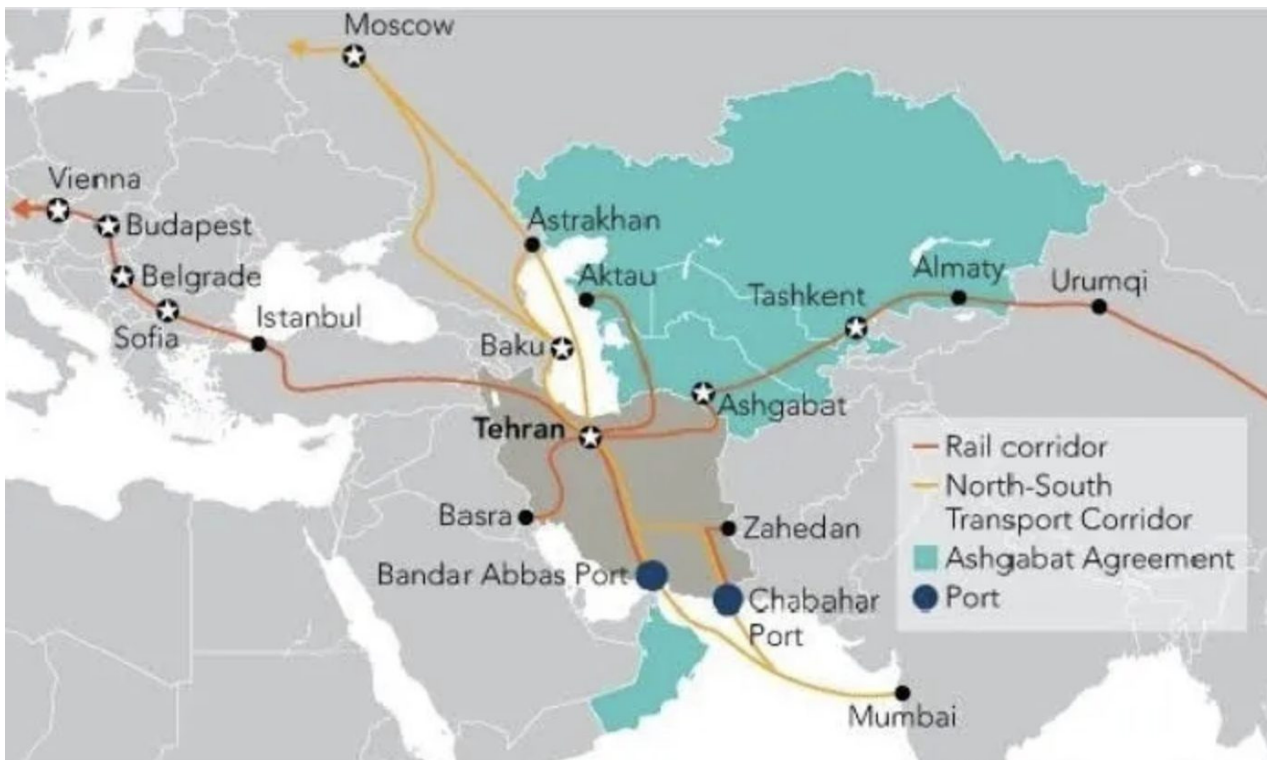 Moscow
Vienna
Budapest
Astrakhan
Belgrade
Aktau
Almaty
Urumqi
Tashkent
Istanbul
Sofia
Baku
Ashgabat
Tehran
Rail corridor
North-South
Transport Corridor
Ashgabat Agreement
Port
Basra
Zahedan
Bandar Abbas Port
Chabahar
Port
Mumbai